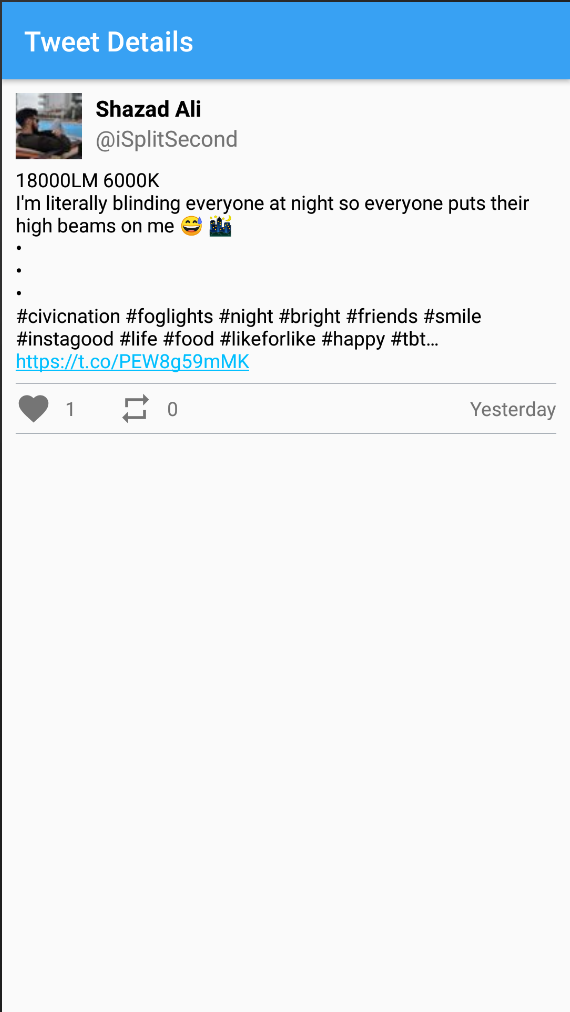 Tweet Details
Shazad Ali
@iSplitSecond
18000LM 6000K
I'm literally blinding everyone at night so everyone puts their
high beams on me 😅 🌃
•
•
•
#civicnation #foglights #night #bright #friends #smile
#instagood #life #food #likeforlike #happy #tbt…
https://t.co/PEW8g59mMK
1 0 Yesterday